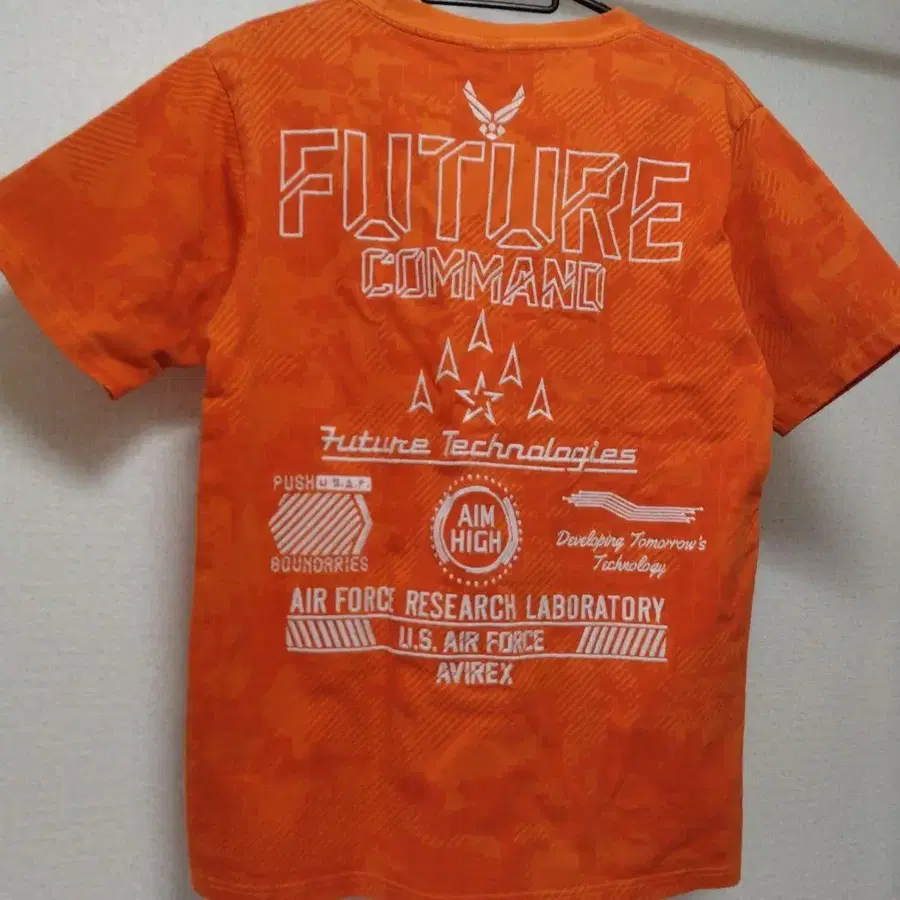 FUTURE
COMMAND
Future Technologies
PUSH U.S.A.F.
BOUNDARIES
AIM
HIGH
Developing Tomorrow's
Technology
AIR FORCE RESEARCH LABORATORY
U.S. AIR FORCE
AVIREX